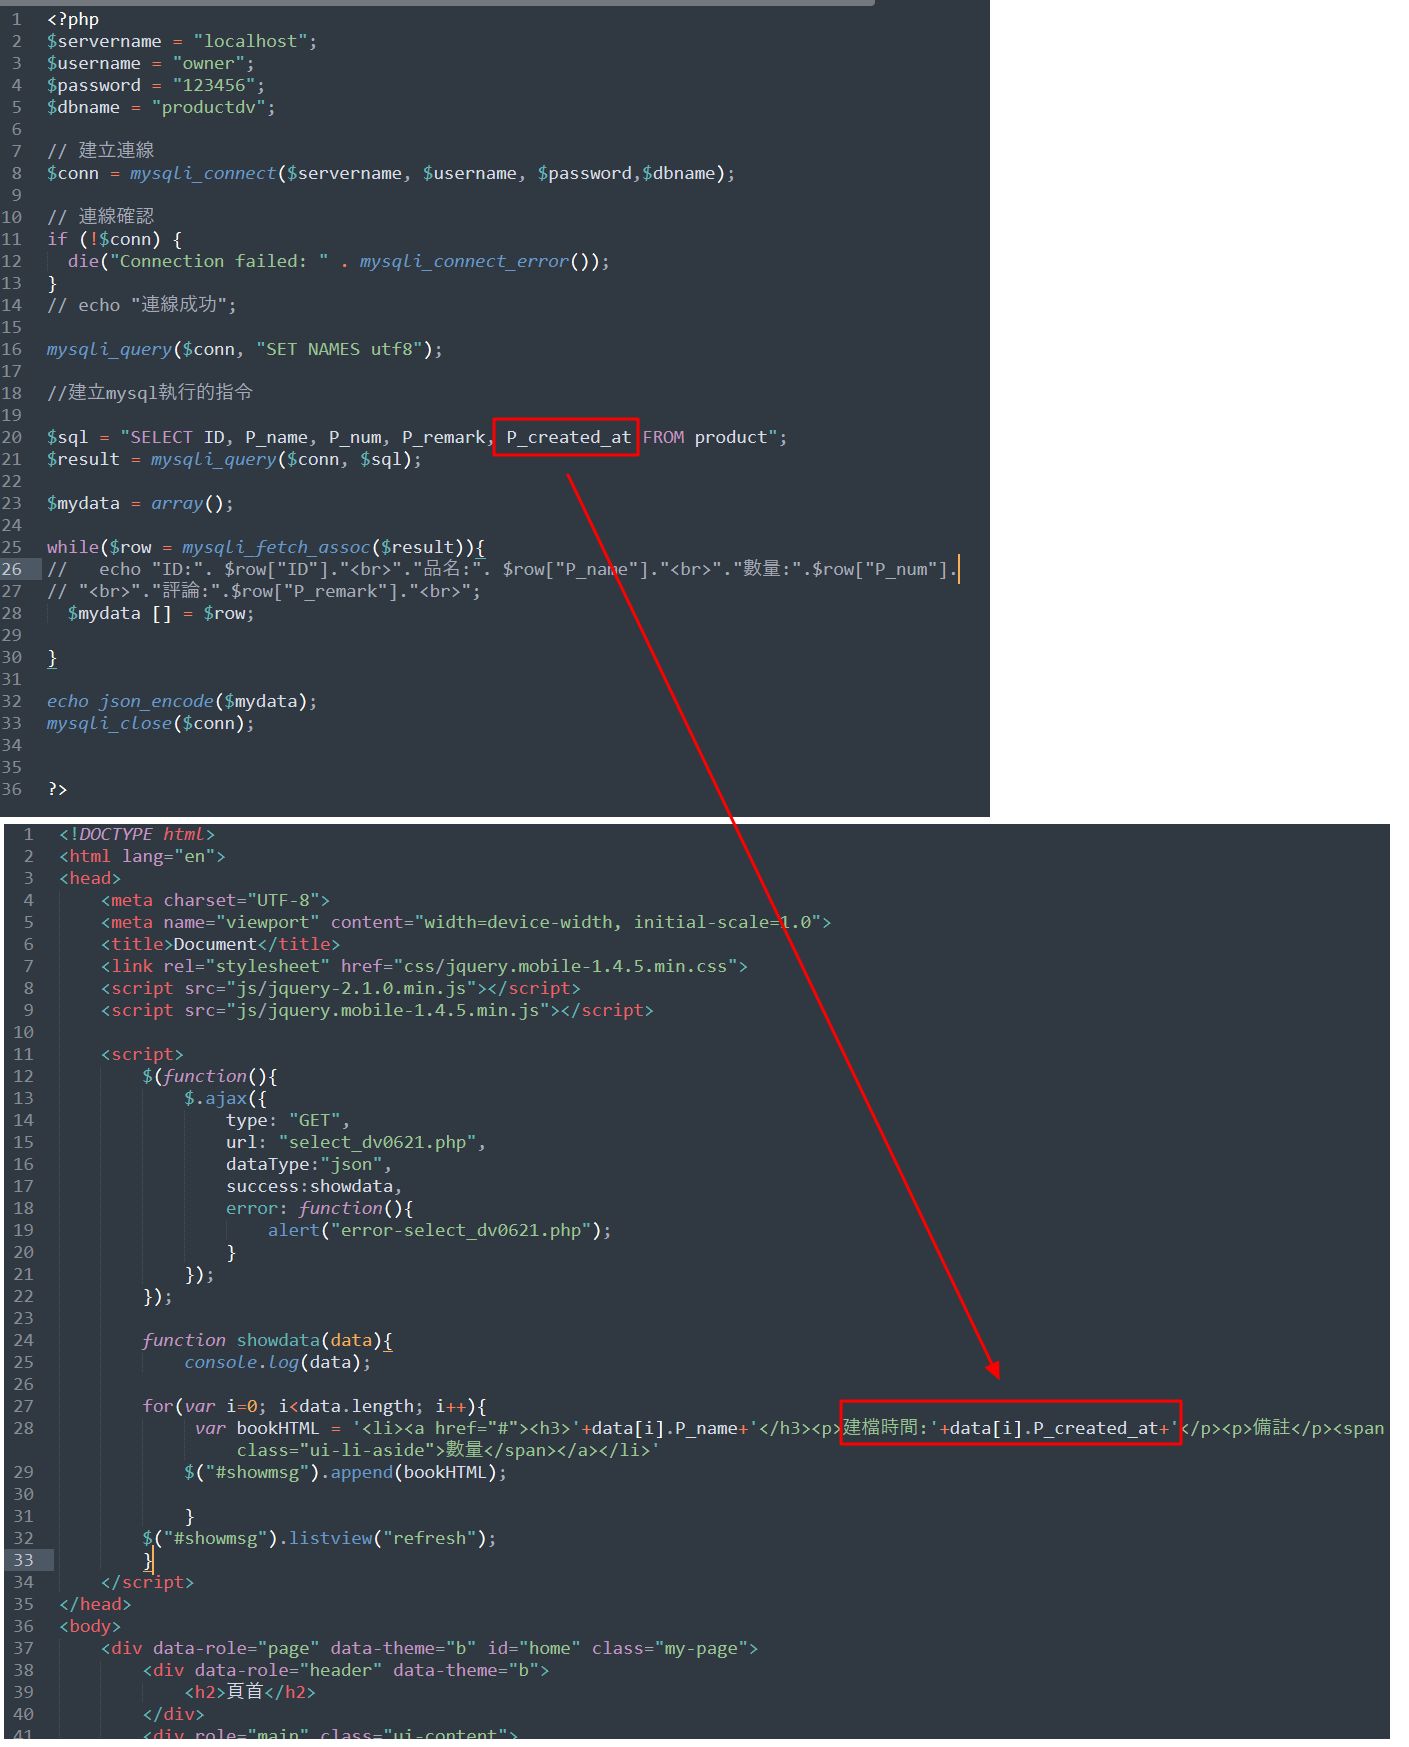 1 <?php
2 $servername = "localhost";
3 $username = "owner";
4 $password = "123456";
5 $dbname = "productdv";
6
7 // 建立連線
8 $conn = mysqli_connect($servername, $username, $password,$dbname);
9
10 // 連線確認
11 if (!$conn) {
12 die("Connection failed: " . mysqli_connect_error());
13 }
14 // echo "連線成功";
15
16 mysqli_query($conn, "SET NAMES utf8");
17
18 //建立mysql執行的指令
19
20 $sql = "SELECT ID, P_name, P_num, P_remark, P_created_at FROM product";
21 $result = mysqli_query($conn, $sql);
22
23 $mydata = array();
24
25 while($row = mysqli_fetch_assoc($result)){
26 // echo "ID:". $row["ID"]."<br>"."品名:". $row["P_name"]."<br>"."數量:".$row["P_num"].
27 // "<br>"."評論:".$row["P_remark"]."<br>";
28 $mydata [] = $row;
29
30 }
31
32 echo json_encode($mydata);
33 mysqli_close($conn);
34
35
36 ?>
1 <!DOCTYPE html>
2 <html lang="en">
3 <head>
4 <meta charset="UTF-8">
5 <meta name="viewport" content="width=device-width, initial-scale=1.0">
6 <title>Document</title>
7 <link rel="stylesheet" href="css/jquery.mobile-1.4.5.min.css">
8 <script src="js/jquery-2.1.0.min.js"></script>
9 <script src="js/jquery.mobile-1.4.5.min.js"></script>
10
11 <script>
12 $(function(){
13 $.ajax({
14 type: "GET",
15 url: "select_dv0621.php",
16 dataType:"json",
17 success:showdata,
18 error: function(){
19 alert("error-select_dv0621.php");
20 }
21 });
22 });
23
24 function showdata(data){
25 console.log(data);
26
27 for(var i=0; i<data.length; i++){
28 var bookHTML = '<li><a href="#"><h3>'+data[i].P_name+'</h3><p>建檔時間:'+data[i].P_created_at+'</p><p>備註</p><span
class="ui-li-aside">數量</span></a></li>'
29 $("#showmsg").append(bookHTML);
30
31 }
32 $("#showmsg").listview("refresh");
33 }
34 </script>
35 </head>
36 <body>
37 <div data-role="page" data-theme="b" id="home" class="my-page">
38 <div data-role="header" data-theme="b">
39 <h2>頁首</h2>
40 </div>
41 <div role="main" class="ui-content">